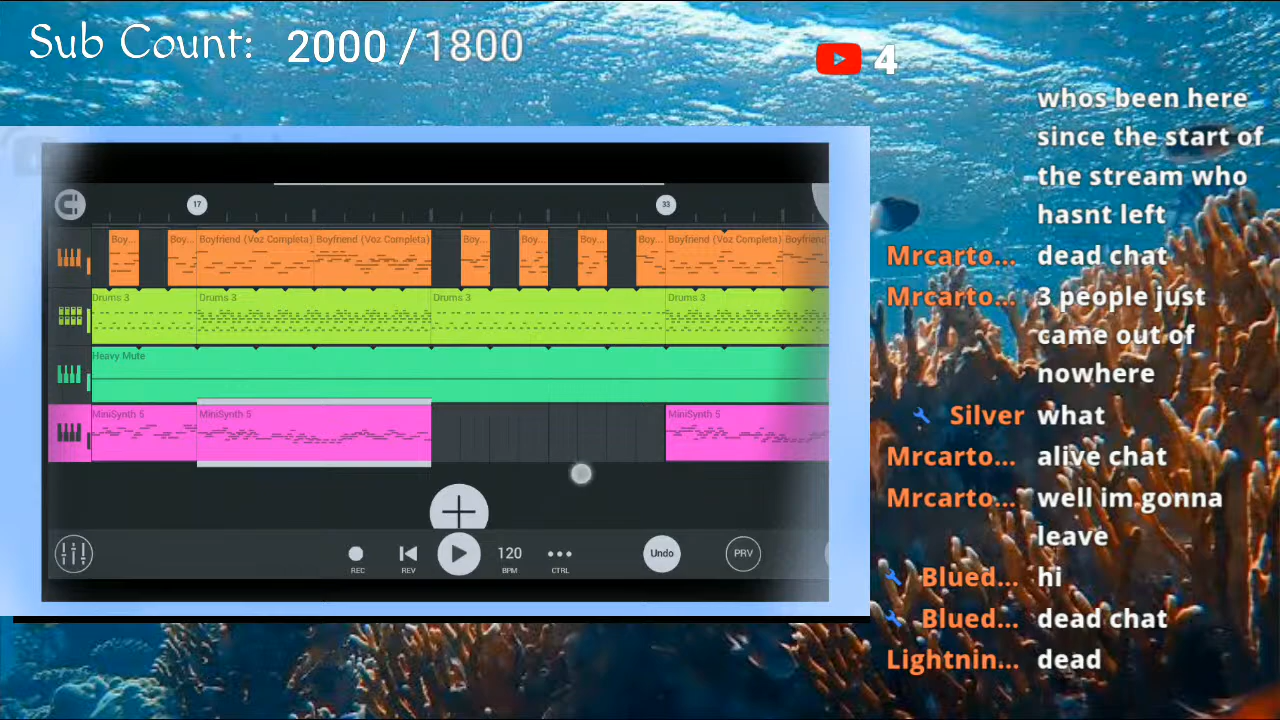 Sub Count: 2000 / 1800
4
whos been here
since the start of
the stream who
hasnt left
Mrcarto... dead chat
Mrcarto... 3 people just
came out of
nowhere
Silver what
Mrcarto... alive chat
Mrcarto... well im gonna
leave
Blued... hi
Blued... dead chat
Lightnin... dead
17 33
Boy... Boy... Boyfriend (Voz Completa) Boyfriend (Voz Completa) Boy... Boy... Boy... Boy... Boyfriend (Voz Completa) Boyfriend
Drums 3 Drums 3 Drums 3 Drums 3
Heavy Mute
MiniSynth 5 MiniSynth 5 MiniSynth 5
120 Undo PRV
REC REV BPM CTRL